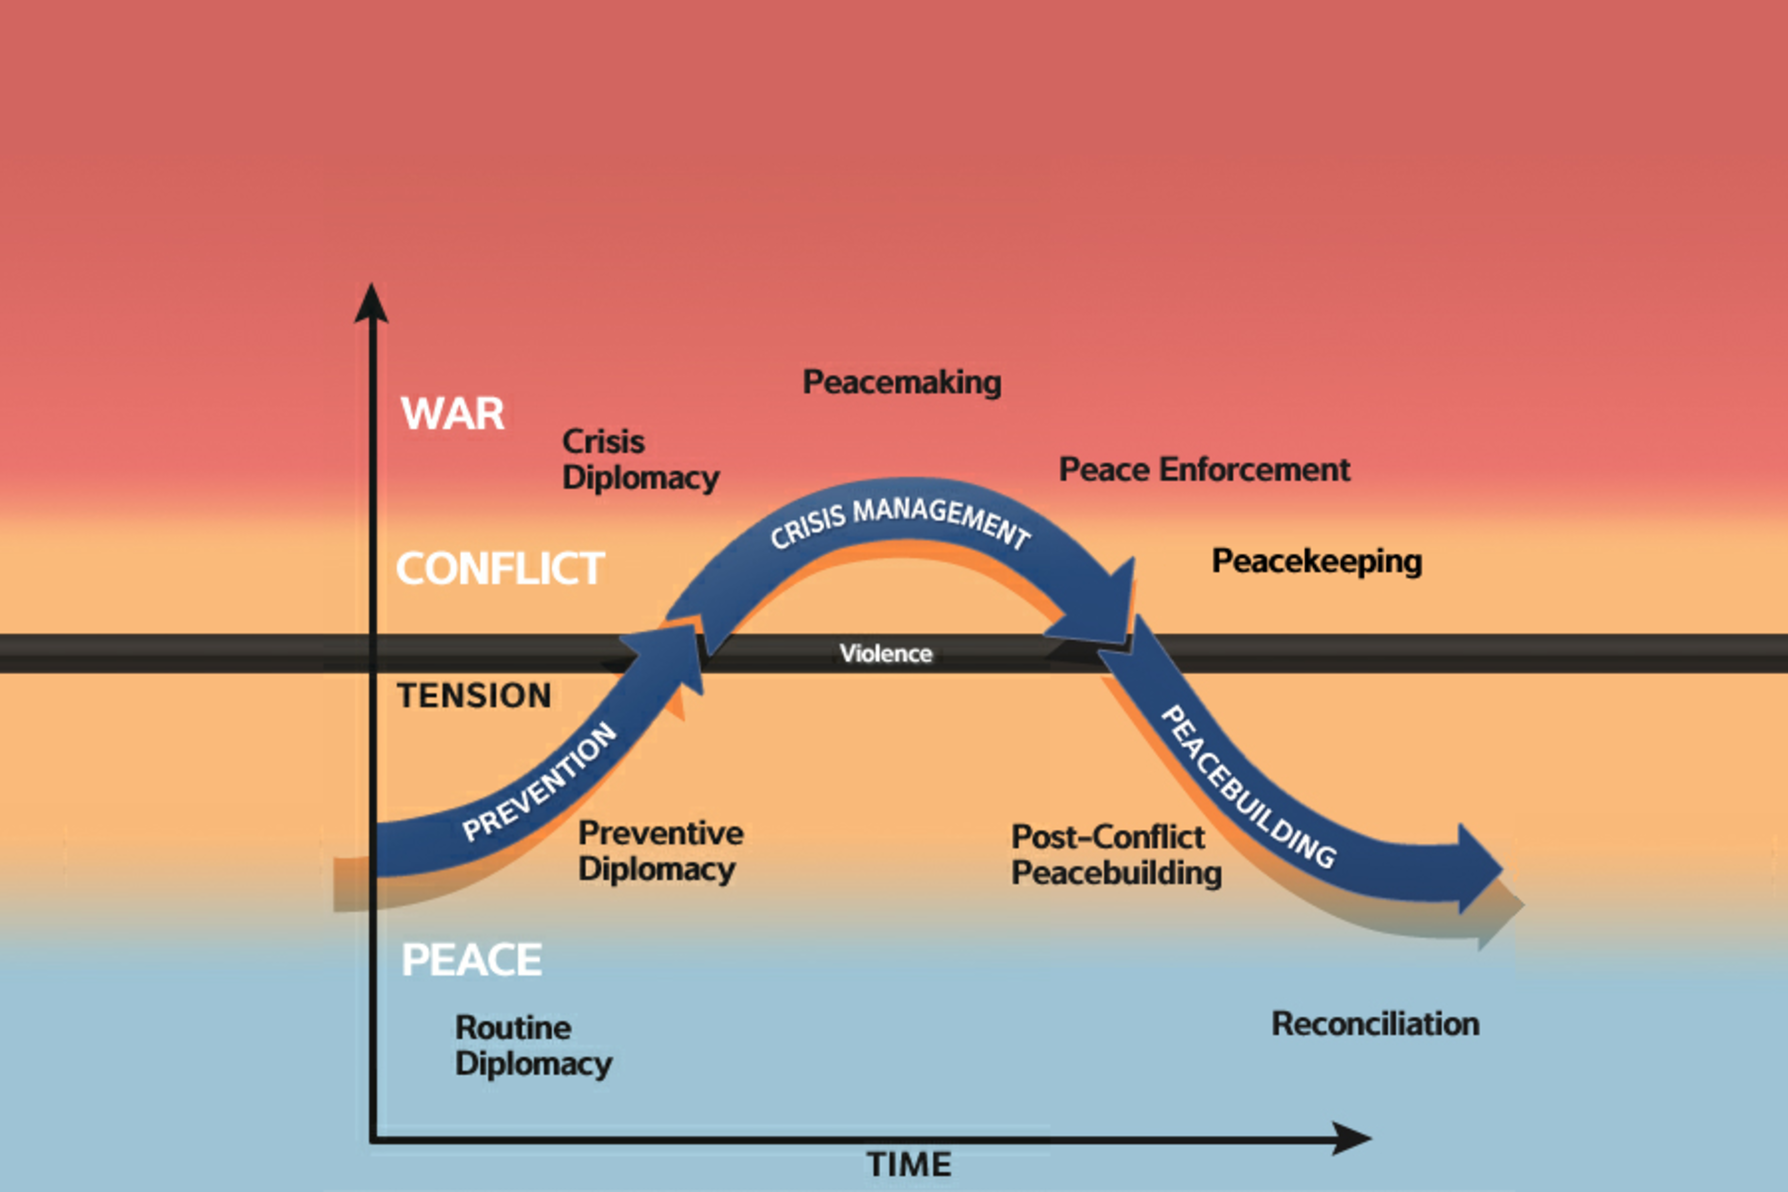 Peacemaking
WAR
Crisis
Diplomacy
Peace Enforcement
CRISIS MANAGEMENT
CONFLICT
Peacekeeping
Violence
TENSION
PREVENTION
PEACEBUILDING
Preventive
Diplomacy
Post-Conflict
Peacebuilding
PEACE
Routine
Diplomacy
Reconciliation
TIME